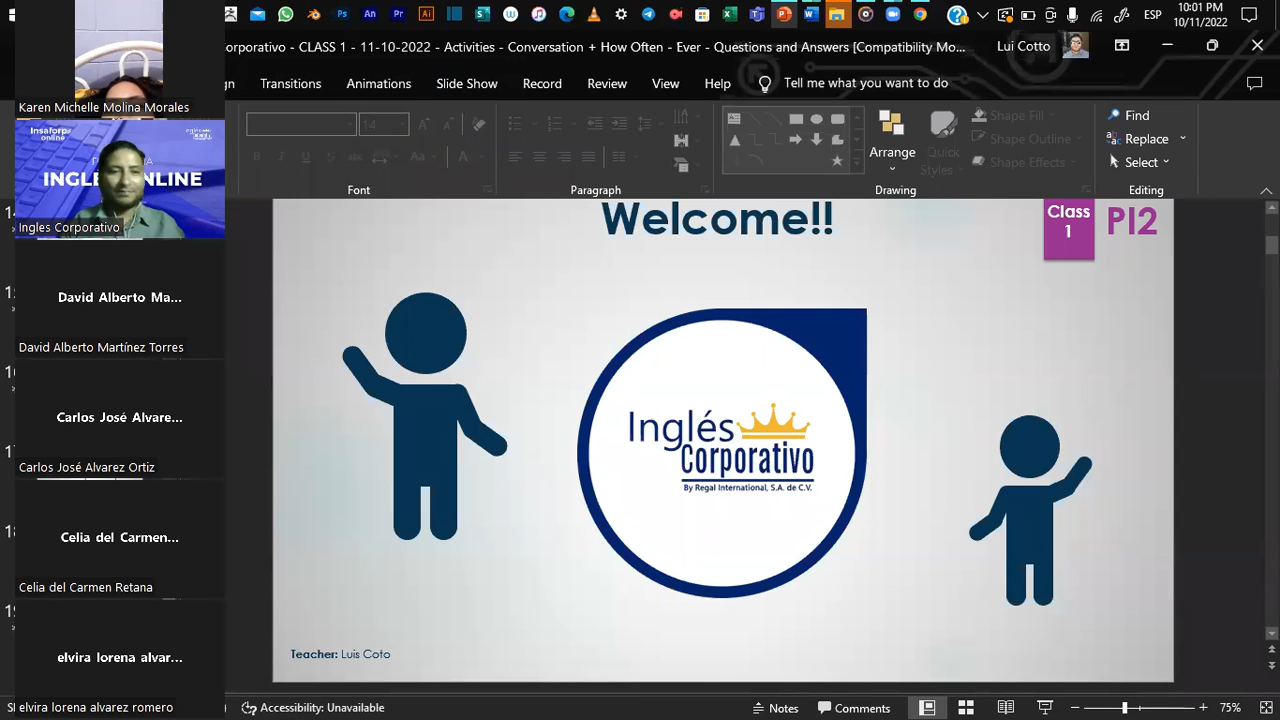 ESP
10:01 PM
10/11/2022
orporativo - CLASS 1 - 11-10-2022 - Activities - Conversation + How Often - Ever - Questions and Answers [Compatibility Mo...
Lui Cotto
gn
Transitions
Animations
Slide Show
Record
Review
View
Help
Tell me what you want to do
14
Font
Paragraph
Arrange
Quick
Styles
Shape Fill
Shape Outline
Shape Effects
Drawing
Find
Replace
Select
Editing
Karen Michelle Molina Morales
Insaforp
online
INGLÉS ONLINE
Ingles Corporativo
David Alberto Ma...
David Alberto Martínez Torres
Carlos José Alvare...
Carlos José Alvarez Ortiz
Celia del Carmen...
Celia del Carmen Retana
elvira lorena alvar...
elvira lorena alvarez romero
Welcome!!
Class
1
PI2
Inglés
Corporativo
By Regal International, S.A. de C.V.
Teacher: Luis Coto
Accessibility: Unavailable
Notes
Comments
75%